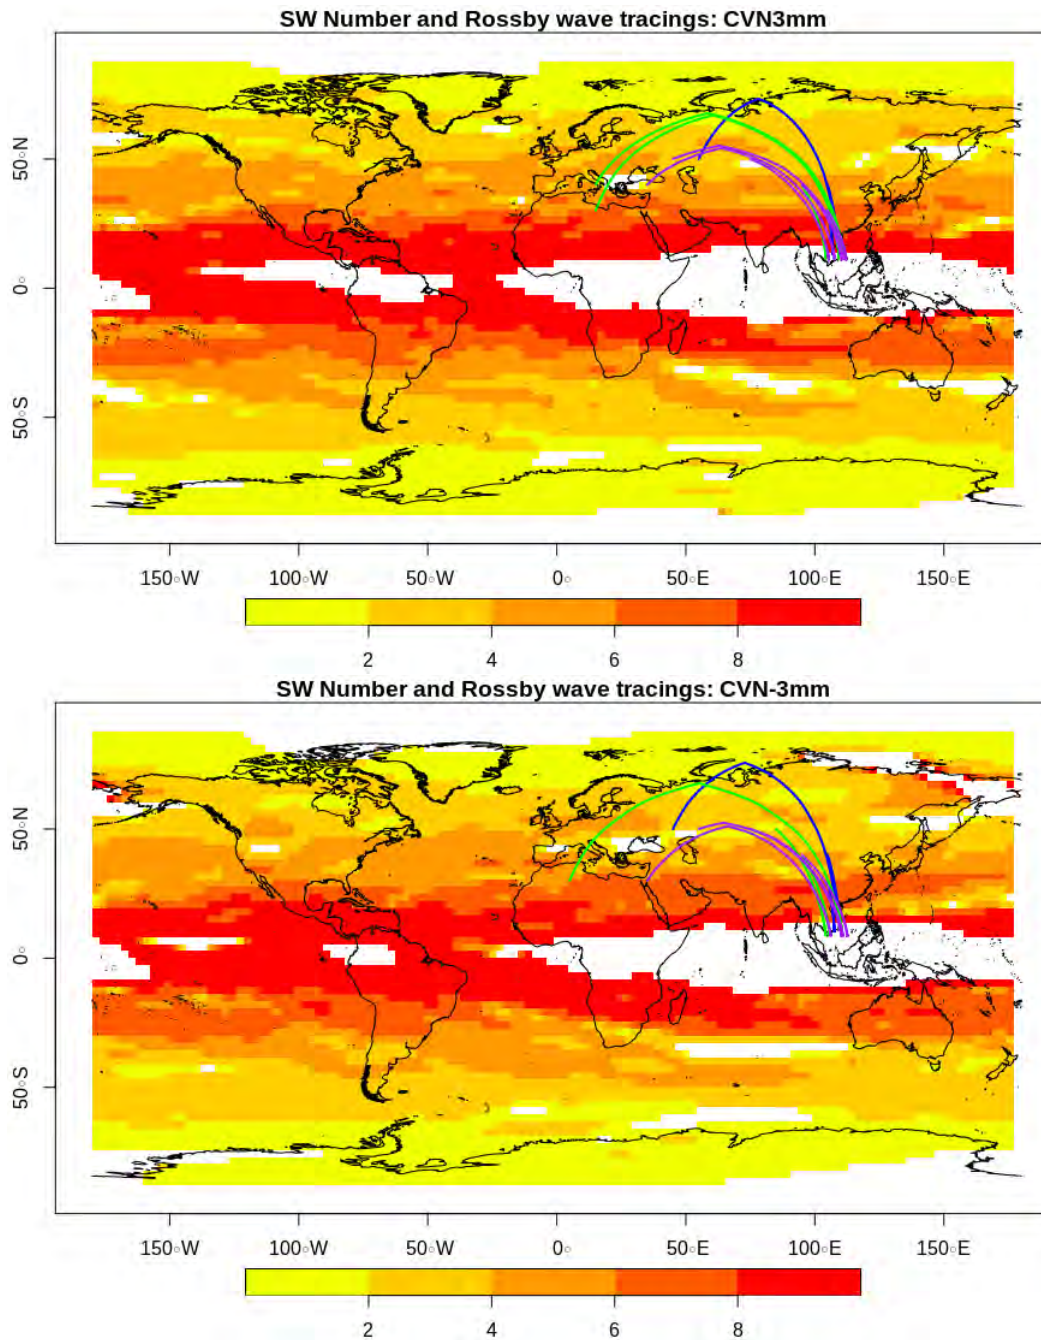 SW Number and Rossby wave tracings: CVN3mm
50◦N
0◦
50◦S
150◦W 100◦W 50◦W 0◦ 50◦E 100◦E 150◦E
2 4 6 8
SW Number and Rossby wave tracings: CVN-3mm
50◦N
0◦
50◦S
150◦W 100◦W 50◦W 0◦ 50◦E 100◦E 150◦E
2 4 6 8